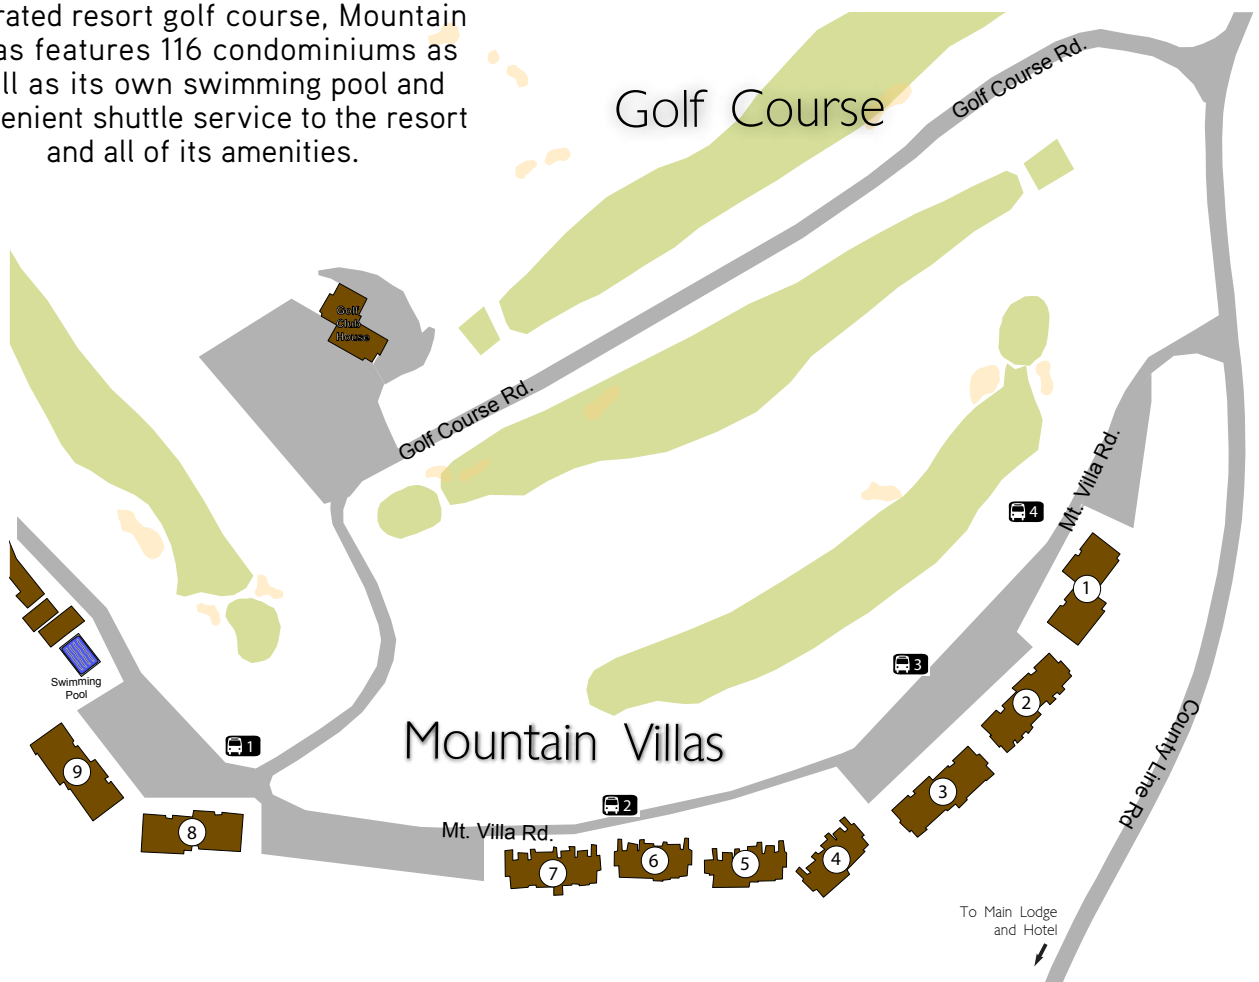 rated resort golf course, Mountain
as features 116 condominiums as
ll as its own swimming pool and
enient shuttle service to the resort
and all of its amenities.
Golf Course
Golf Course Rd.
Golf
Club
House
Golf Course Rd.
Mt. Villa Rd.
4
1
3
2
Swimming
Pool
1
Mountain Villas
County Line Rd
9
3
2
8
Mt. Villa Rd.
7
6
5
4
To Main Lodge
and Hotel